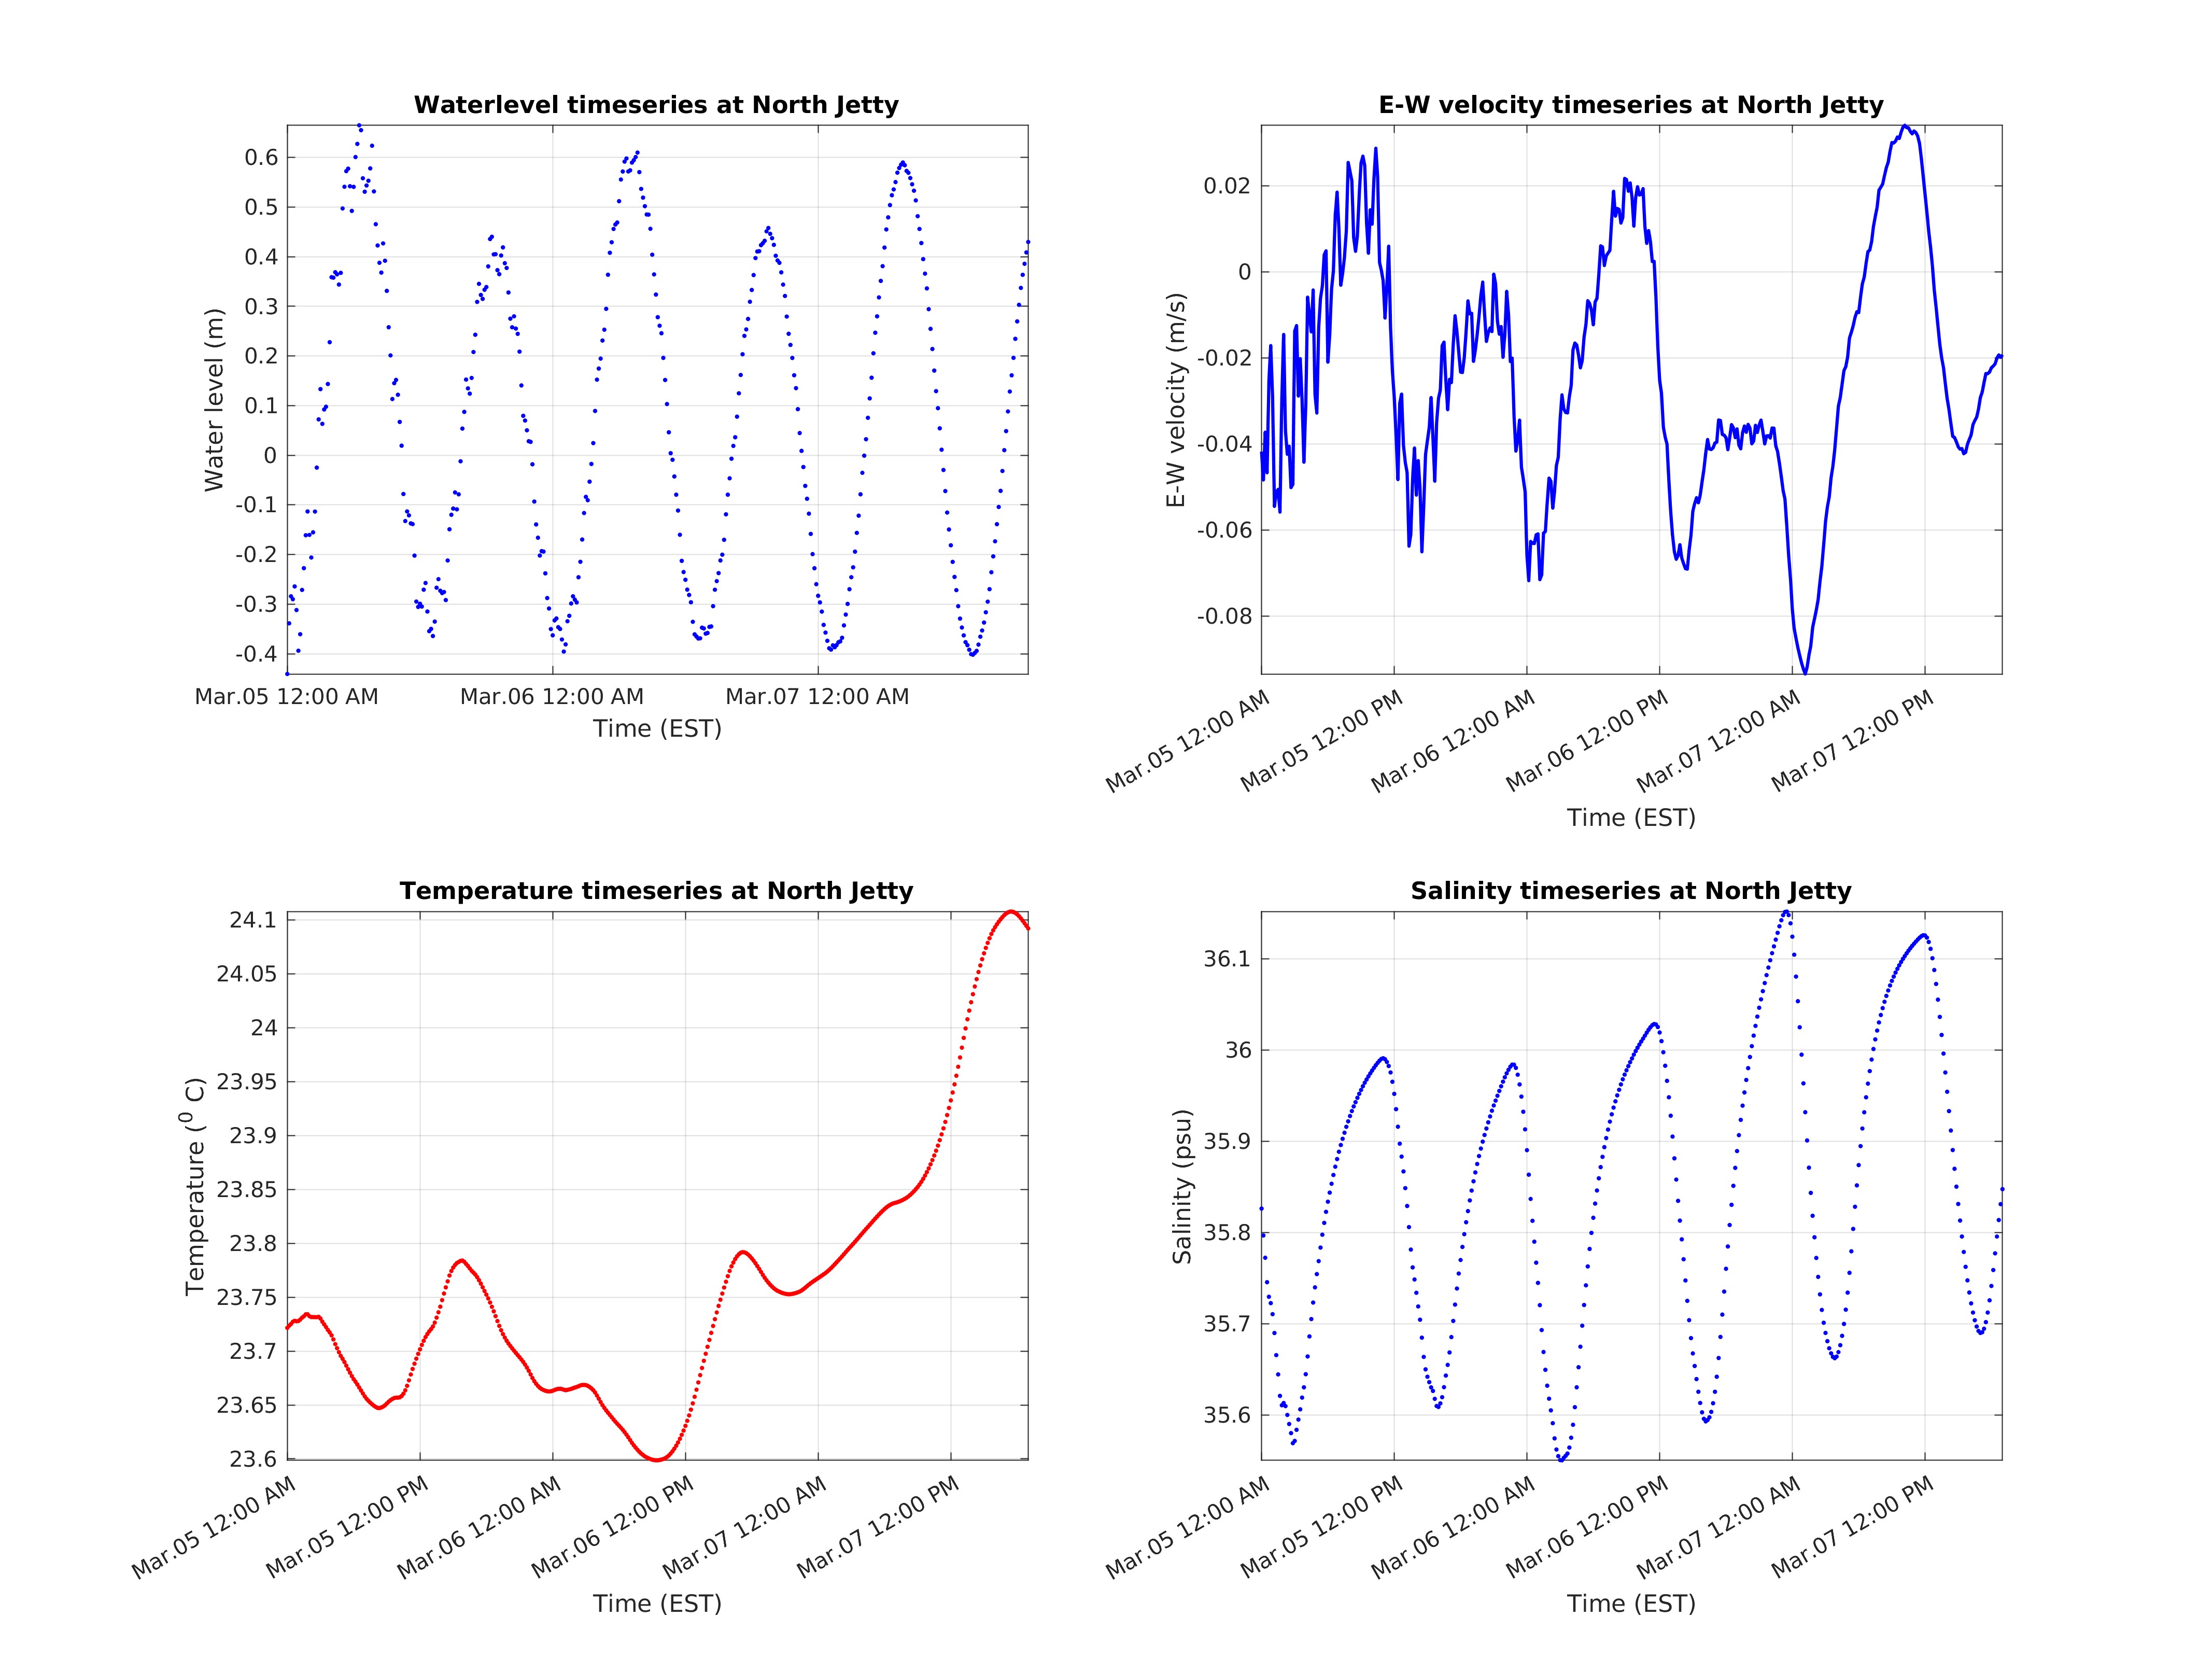 Waterlevel timeseries at North Jetty
0.6
0.5
0.4
0.3
0.2
0.1
0
-0.1
-0.2
-0.3
-0.4
Water level (m)
Mar.05 12:00 AM Mar.06 12:00 AM Mar.07 12:00 AM
Time (EST)
E-W velocity timeseries at North Jetty
0.02
0
-0.02
-0.04
-0.06
-0.08
E-W velocity (m/s)
Mar.05 12:00 AM
Mar.05 12:00 PM
Mar.06 12:00 AM
Mar.06 12:00 PM
Mar.07 12:00 AM
Mar.07 12:00 PM
Time (EST)
Temperature timeseries at North Jetty
24.1
24.05
24
23.95
23.9
23.85
23.8
23.75
23.7
23.65
23.6
Temperature (⁰ C)
Mar.05 12:00 AM
Mar.05 12:00 PM
Mar.06 12:00 AM
Mar.06 12:00 PM
Mar.07 12:00 AM
Mar.07 12:00 PM
Time (EST)
Salinity timeseries at North Jetty
36.1
36
35.9
35.8
35.7
35.6
Salinity (psu)
Mar.05 12:00 AM
Mar.05 12:00 PM
Mar.06 12:00 AM
Mar.06 12:00 PM
Mar.07 12:00 AM
Mar.07 12:00 PM
Time (EST)